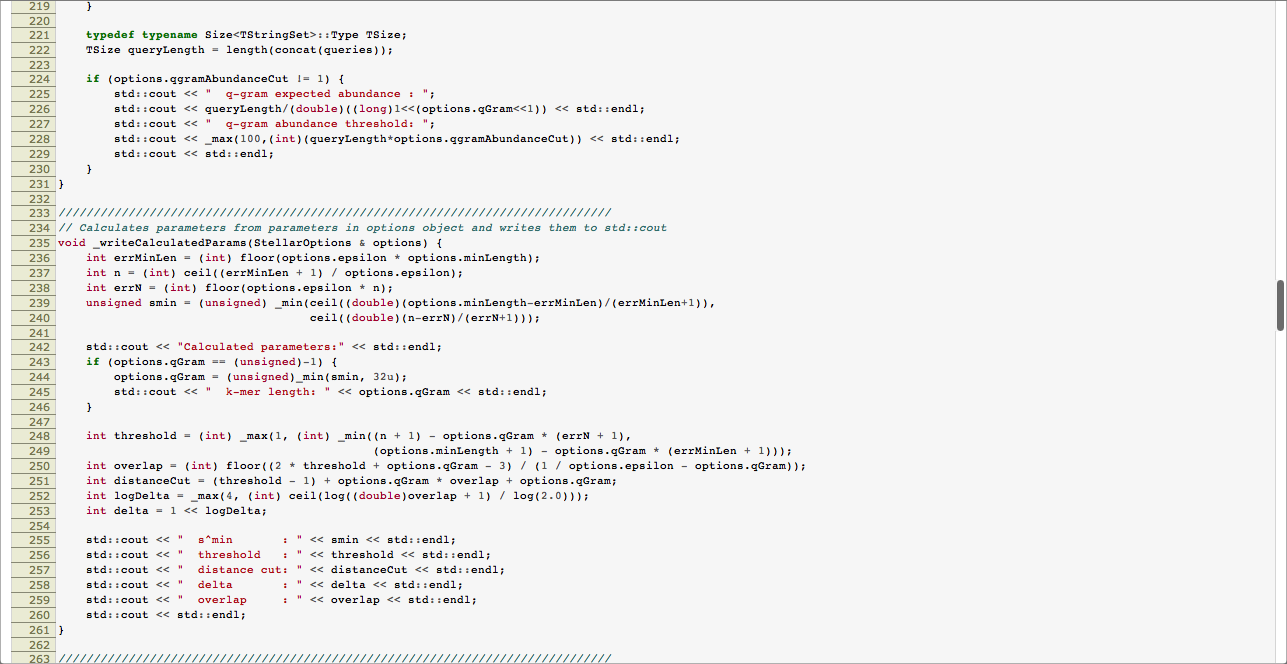 219     }
220
221     typedef typename Size<TStringSet>::Type TSize;
222     TSize queryLength = length(concat(queries));
223
224     if (options.qgramAbundanceCut != 1) {
225         std::cout << "  q-gram expected abundance : ";
226         std::cout << queryLength/(double)((long)1<<(options.qGram<<1)) << std::endl;
227         std::cout << "  q-gram abundance threshold: ";
228         std::cout << _max(100,(int)(queryLength*options.qgramAbundanceCut)) << std::endl;
229         std::cout << std::endl;
230     }
231 }
232
233 ///////////////////////////////////////////////////////////////////////////////
234 // Calculates parameters from parameters in options object and writes them to std::cout
235 void _writeCalculatedParams(StellarOptions & options) {
236     int errMinLen = (int) floor(options.epsilon * options.minLength);
237     int n = (int) ceil((errMinLen + 1) / options.epsilon);
238     int errN = (int) floor(options.epsilon * n);
239     unsigned smin = (unsigned) _min(ceil((double)(options.minLength-errMinLen)/(errMinLen+1)),
240                                     ceil((double)(n-errN)/(errN+1)));
241
242     std::cout << "Calculated parameters:" << std::endl;
243     if (options.qGram == (unsigned)-1) {
244         options.qGram = (unsigned)_min(smin, 32u);
245         std::cout << "  k-mer length: " << options.qGram << std::endl;
246     }
247
248     int threshold = (int) _max(1, (int) _min((n + 1) - options.qGram * (errN + 1),
249                                              (options.minLength + 1) - options.qGram * (errMinLen + 1)));
250     int overlap = (int) floor((2 * threshold + options.qGram - 3) / (1 / options.epsilon - options.qGram));
251     int distanceCut = (threshold - 1) + options.qGram * overlap + options.qGram;
252     int logDelta = _max(4, (int) ceil(log((double)overlap + 1) / log(2.0)));
253     int delta = 1 << logDelta;
254
255     std::cout << "  s^min       : " << smin << std::endl;
256     std::cout << "  threshold   : " << threshold << std::endl;
257     std::cout << "  distance cut: " << distanceCut << std::endl;
258     std::cout << "  delta       : " << delta << std::endl;
259     std::cout << "  overlap     : " << overlap << std::endl;
260     std::cout << std::endl;
261 }
262
263 ///////////////////////////////////////////////////////////////////////////////